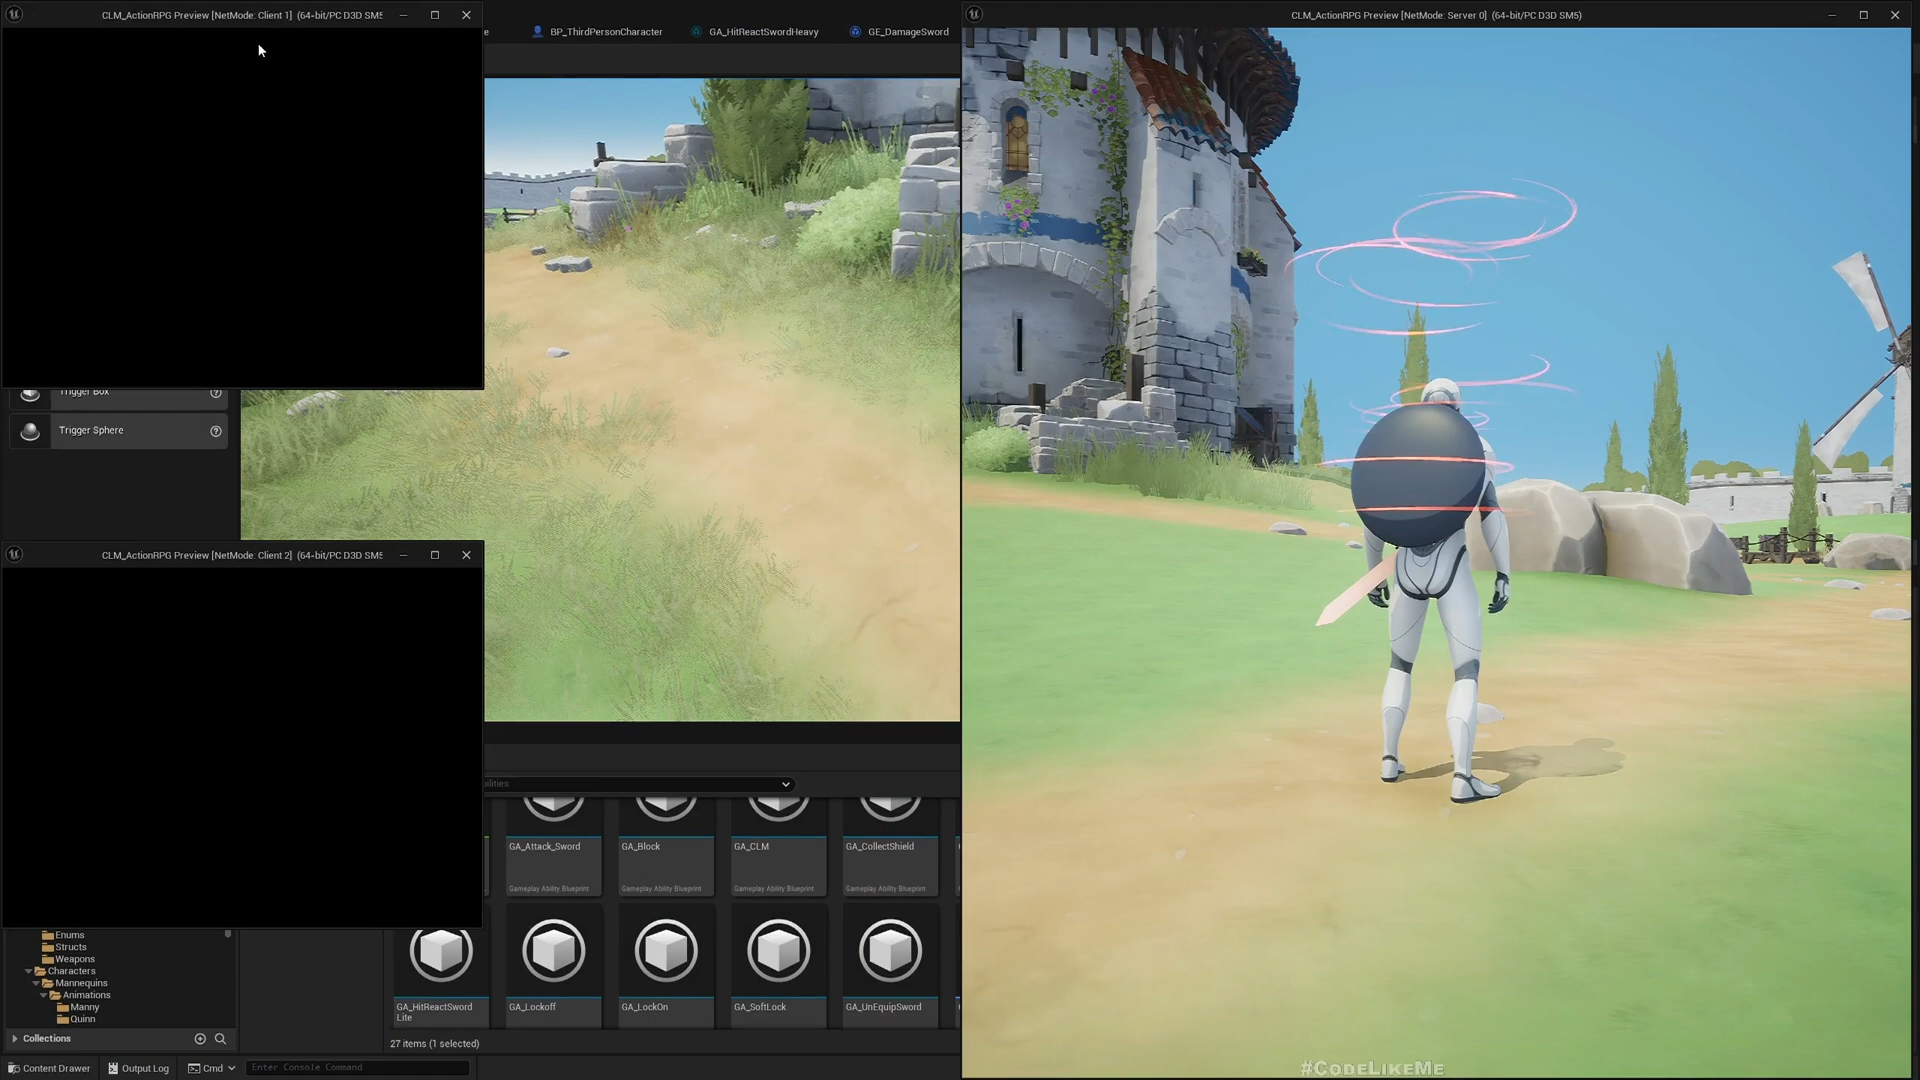 CLM_ActionRPG Preview [NetMode: Client 1] (64-bit/PC D3D SM5
BP_ThirdPersonCharacter
GA_HitReactSwordHeavy
GE_DamageSword
CLM_ActionRPG Preview [NetMode: Server 0] (64-bit/PC D3D SM5)
Trigger Box
Trigger Sphere
CLM_ActionRPG Preview [NetMode: Client 2] (64-bit/PC D3D SM5
GA_Attack_Sword
Gameplay Ability Blueprint
GA_Block
Gameplay Ability Blueprint
GA_CLM
Gameplay Ability Blueprint
GA_CollectShield
Gameplay Ability Blueprint
Enums
Structs
Weapons
Characters
Mannequins
Animations
Manny
Quinn
GA_HitReactSword
Lite
GA_Lockoff
GA_LockOn
GA_SoftLock
GA_UnEquipSword
Collections
27 items (1 selected)
Content Drawer
Output Log
Cmd
Enter Console Command
#CodeLikeMe